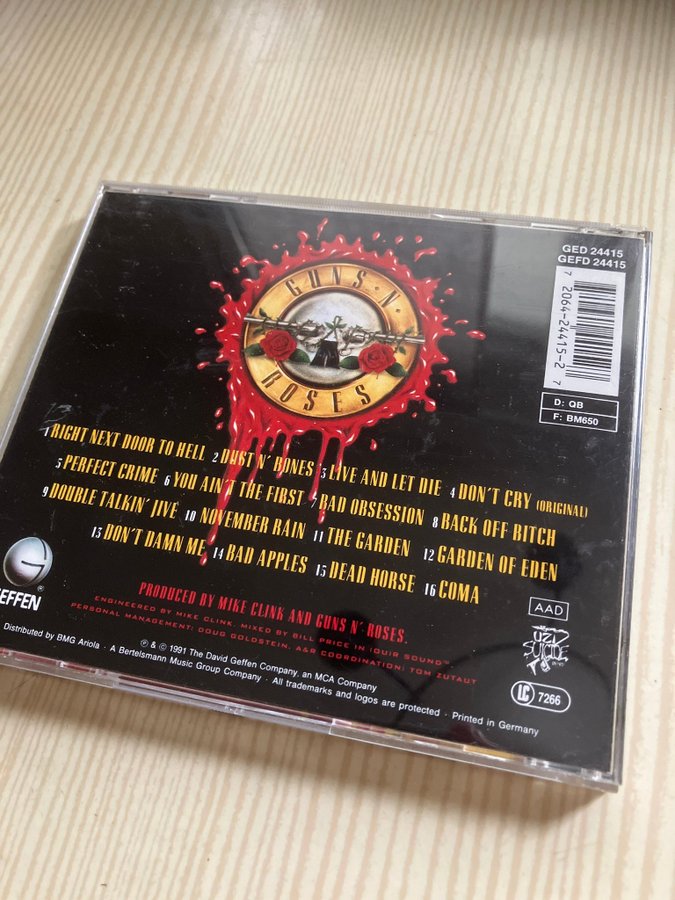 GED 24415
GEFD 24415
7 2064-24415-2 7
D: QB
F: BM650
GUNS N'
ROSES
1 RIGHT NEXT DOOR TO HELL 2 DUST N' BONES 3 LIVE AND LET DIE 4 DON'T CRY (ORIGINAL)
5 PERFECT CRIME 6 YOU AIN'T THE FIRST 7 BAD OBSESSION 8 BACK OFF BITCH
9 DOUBLE TALKIN' JIVE 10 NOVEMBER RAIN 11 THE GARDEN 12 GARDEN OF EDEN
13 DON'T DAMN ME 14 BAD APPLES 15 DEAD HORSE 16 COMA
PRODUCED BY MIKE CLINK AND GUNS N' ROSES.
ENGINEERED BY MIKE CLINK. MIXED BY BILL PRICE IN IQUIR SOUND™
PERSONAL MANAGEMENT: DOUG GOLDSTEIN. A&R COORDINATION: TOM ZUTAUT
GEFFEN
℗ & © 1991 The David Geffen Company, an MCA Company
Distributed by BMG Ariola · A Bertelsmann Music Group Company · All trademarks and logos are protected · Printed in Germany
AAD
UZI
SUICIDE
LC 7266